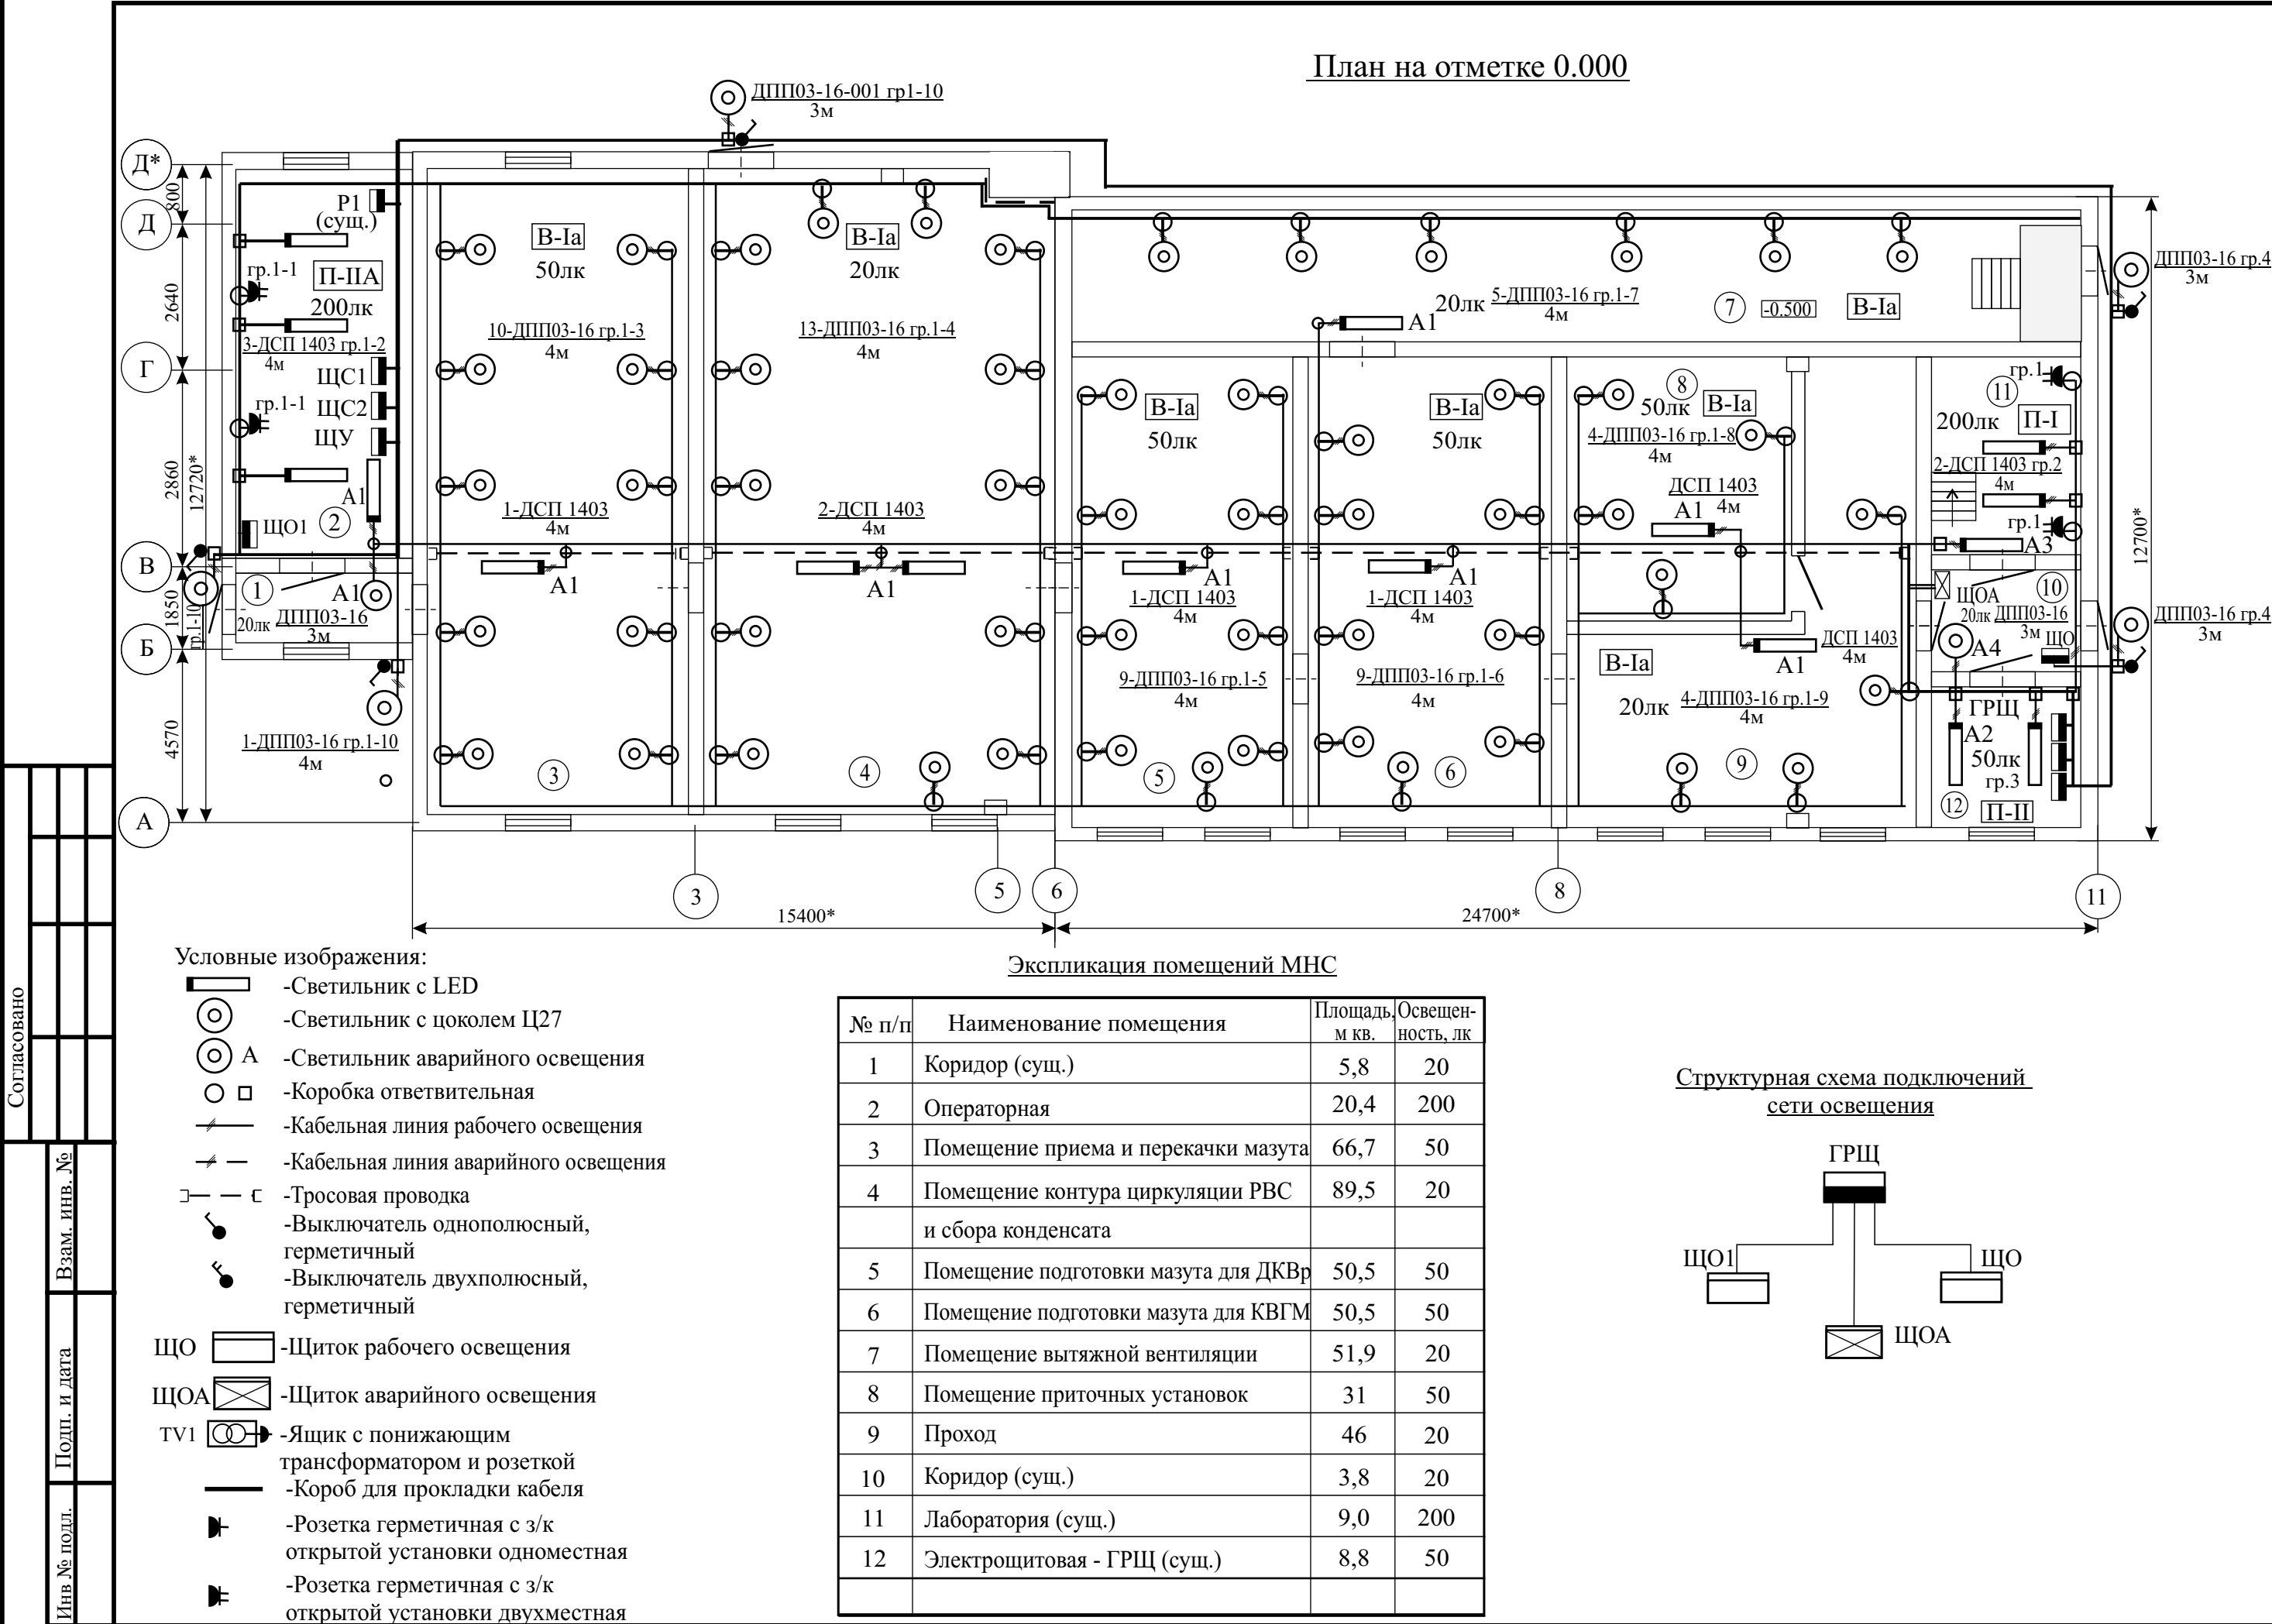 План на отметке 0.000
ДПП03-16-001 гр1-10
3м
Д*
Д
Г
В
Б
А
800
2640
2860
1850
4570
12720*
12700*
Р1
(сущ.)
гр.1-1
П-IIА
200лк
3-ДСП 1403 гр.1-2
4м
ЩС1
гр.1-1
ЩС2
ЩУ
А1
ЩО1
2
1
А1
20лк
ДПП03-16
3м
гр.1-10
1-ДПП03-16 гр.1-10
4м
В-Iа
50лк
10-ДПП03-16 гр.1-3
4м
1-ДСП 1403
4м
А1
3
В-Iа
20лк
13-ДПП03-16 гр.1-4
4м
2-ДСП 1403
4м
А1
4
В-Iа
50лк
А1
1-ДСП 1403
4м
9-ДПП03-16 гр.1-5
4м
5
А1
20лк
5-ДПП03-16 гр.1-7
4м
7
-0.500
В-Iа
В-Iа
50лк
А1
1-ДСП 1403
4м
9-ДПП03-16 гр.1-6
4м
6
8
50лк
В-Iа
4-ДПП03-16 гр.1-8
4м
ДСП 1403
4м
А1
ДСП 1403
4м
А1
В-Iа
20лк
4-ДПП03-16 гр.1-9
4м
9
гр.1
11
200лк
П-I
2-ДСП 1403 гр.2
4м
гр.1
А3
10
ЩОА
20лк
ДПП03-16
3м
ЩО
А4
ГРЩ
А2
50лк
гр.3
12
П-II
ДПП03-16 гр.4
3м
ДПП03-16 гр.4
3м
3
5
6
8
11
15400*
24700*
Условные изображения:
-Светильник с LED
-Светильник с цоколем Ц27
А -Светильник аварийного освещения
-Коробка ответвительная
-Кабельная линия рабочего освещения
-Кабельная линия аварийного освещения
-Тросовая проводка
-Выключатель однополюсный,
герметичный
-Выключатель двухполюсный,
герметичный
ЩО -Щиток рабочего освещения
ЩОА -Щиток аварийного освещения
TV1 -Ящик с понижающим
трансформатором и розеткой
-Короб для прокладки кабеля
-Розетка герметичная с з/к
открытой установки одноместная
-Розетка герметичная с з/к
открытой установки двухместная
Экспликация помещений МНС
№ п/п Наименование помещения Площадь, м кв. Освещен-ность, лк
1 Коридор (сущ.) 5,8 20
2 Операторная 20,4 200
3 Помещение приема и перекачки мазута 66,7 50
4 Помещение контура циркуляции РВС 89,5 20
и сбора конденсата
5 Помещение подготовки мазута для ДКВр 50,5 50
6 Помещение подготовки мазута для КВГМ 50,5 50
7 Помещение вытяжной вентиляции 51,9 20
8 Помещение приточных установок 31 50
9 Проход 46 20
10 Коридор (сущ.) 3,8 20
11 Лаборатория (сущ.) 9,0 200
12 Электрощитовая - ГРЩ (сущ.) 8,8 50
Структурная схема подключений
сети освещения
ГРЩ
ЩО1
ЩО
ЩОА
Согласовано
Взам. инв. №
Подп. и дата
Инв № подл.